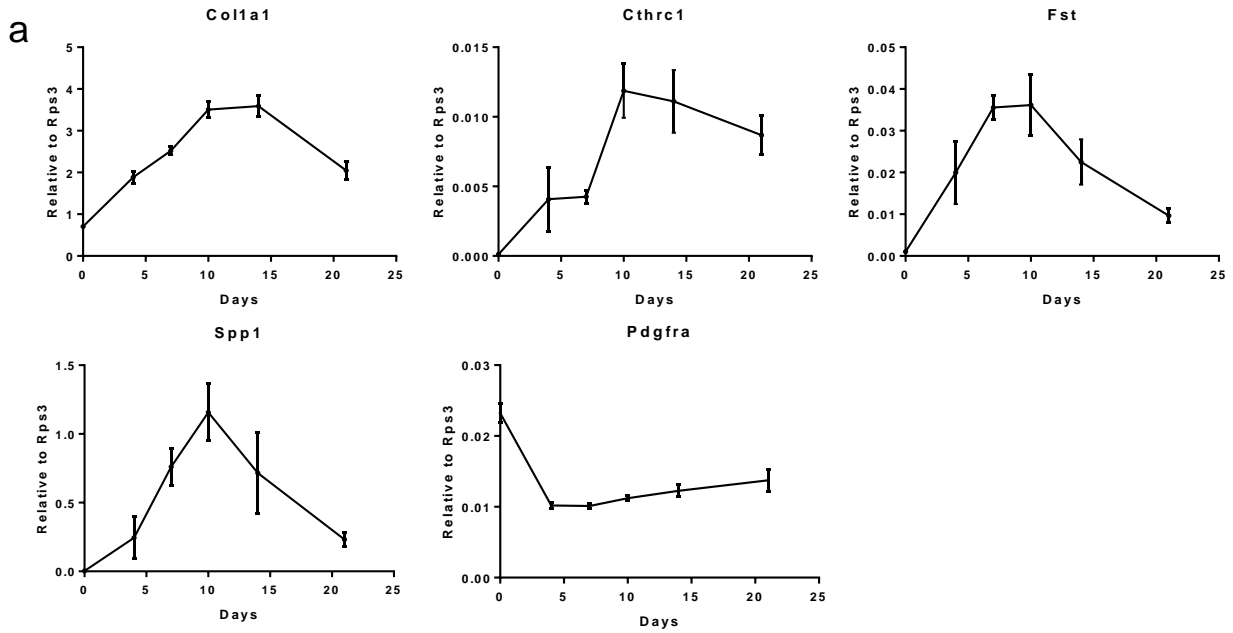 a
Col1a1
Cthrc1
Fst
Relative to Rps3
5
4
3
2
1
0
0 5 10 15 20 25
Days
Relative to Rps3
0.015
0.010
0.005
0.000
0 5 10 15 20 25
Days
Relative to Rps3
0.05
0.04
0.03
0.02
0.01
0.00
0 5 10 15 20 25
Days
Spp1
Pdgfra
Relative to Rps3
1.5
1.0
0.5
0.0
0 5 10 15 20 25
Days
Relative to Rps3
0.03
0.02
0.01
0.00
0 5 10 15 20 25
Days